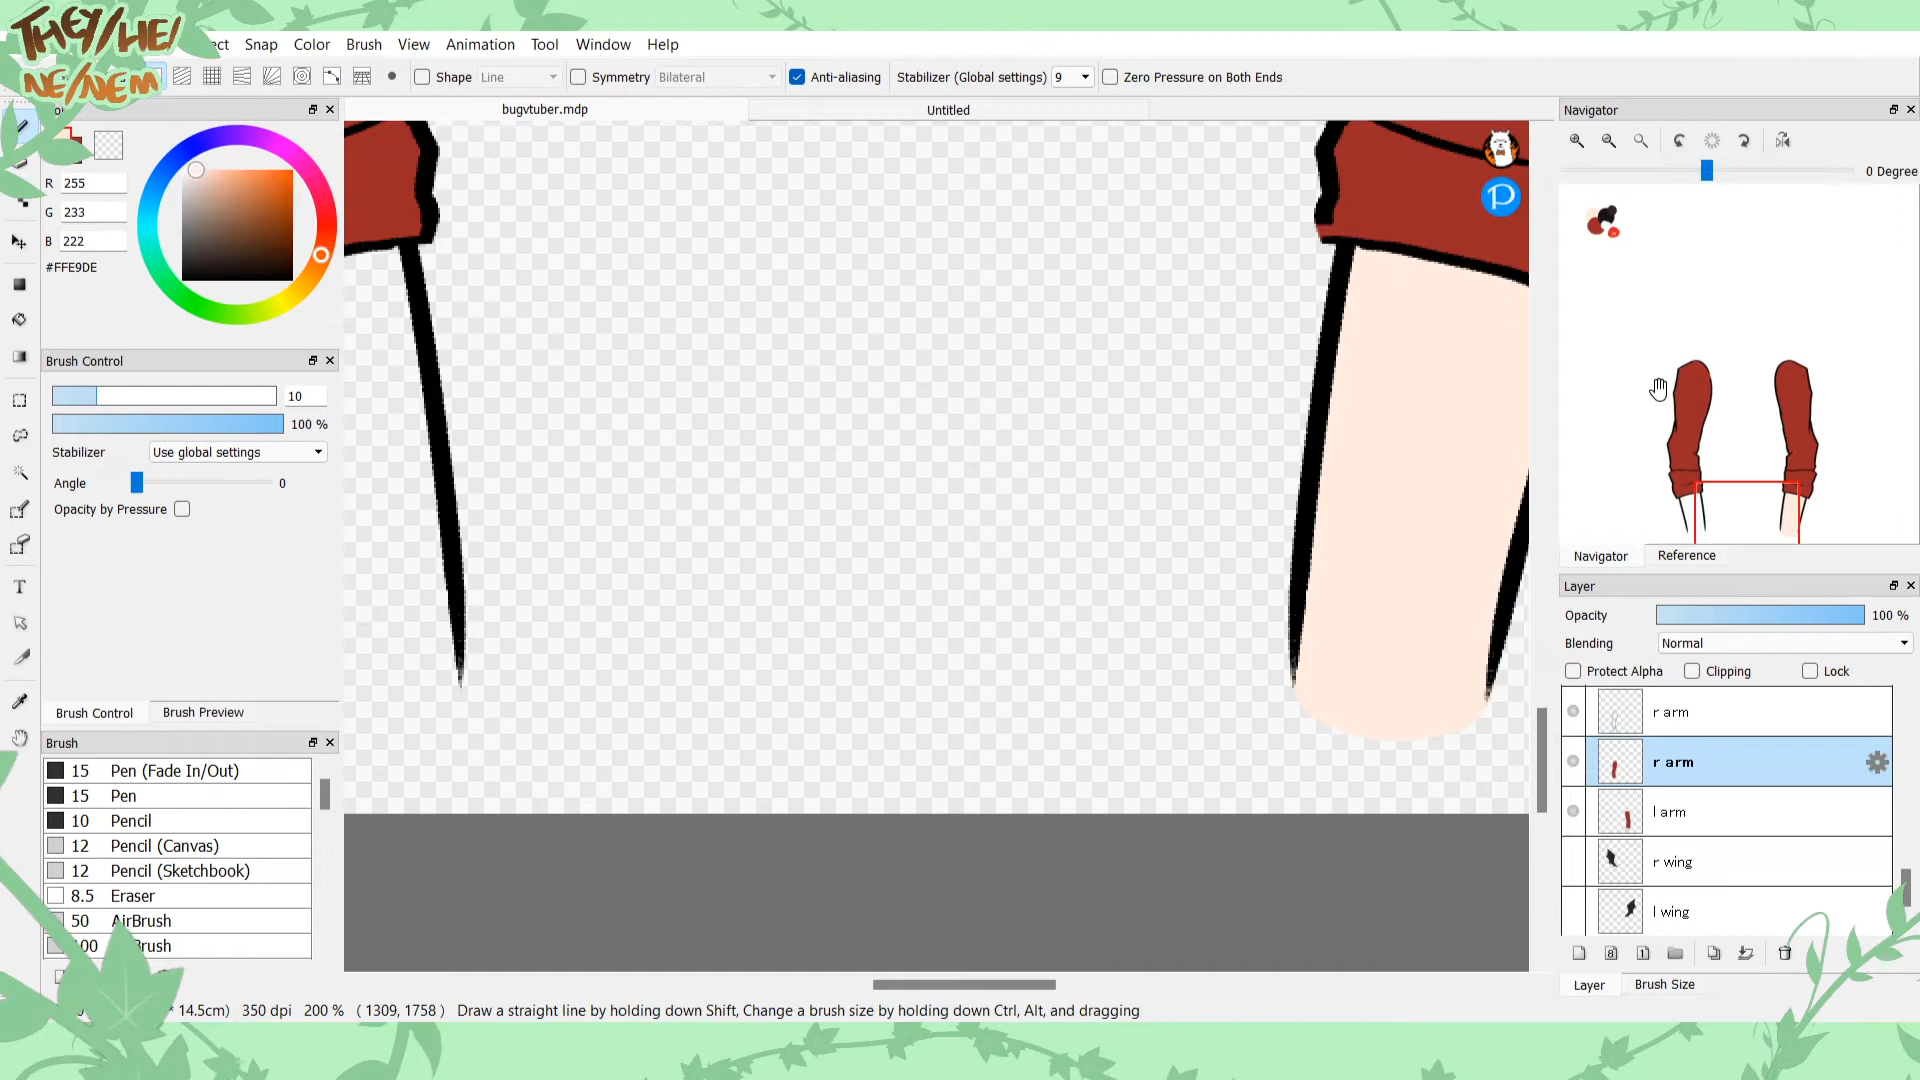 THEY/HE/
NE/NEM
ect Snap Color Brush View Animation Tool Window Help
Shape Line Symmetry Bilateral Anti-aliasing Stabilizer (Global settings) 9 Zero Pressure on Both Ends
bugvtuber.mdp Untitled
R 255
G 233
B 222
#FFE9DE
Brush Control
10
100 %
Stabilizer Use global settings
Angle 0
Opacity by Pressure
Brush Control Brush Preview
Brush
15 Pen (Fade In/Out)
15 Pen
10 Pencil
12 Pencil (Canvas)
12 Pencil (Sketchbook)
8.5 Eraser
50 AirBrush
100 Brush
* 14.5cm) 350 dpi 200 % ( 1309, 1758 ) Draw a straight line by holding down Shift, Change a brush size by holding down Ctrl, Alt, and dragging
P
Navigator
0 Degree
Navigator Reference
Layer
Opacity 100 %
Blending Normal
Protect Alpha Clipping Lock
r arm
r arm
l arm
r wing
l wing
8 1
Layer Brush Size